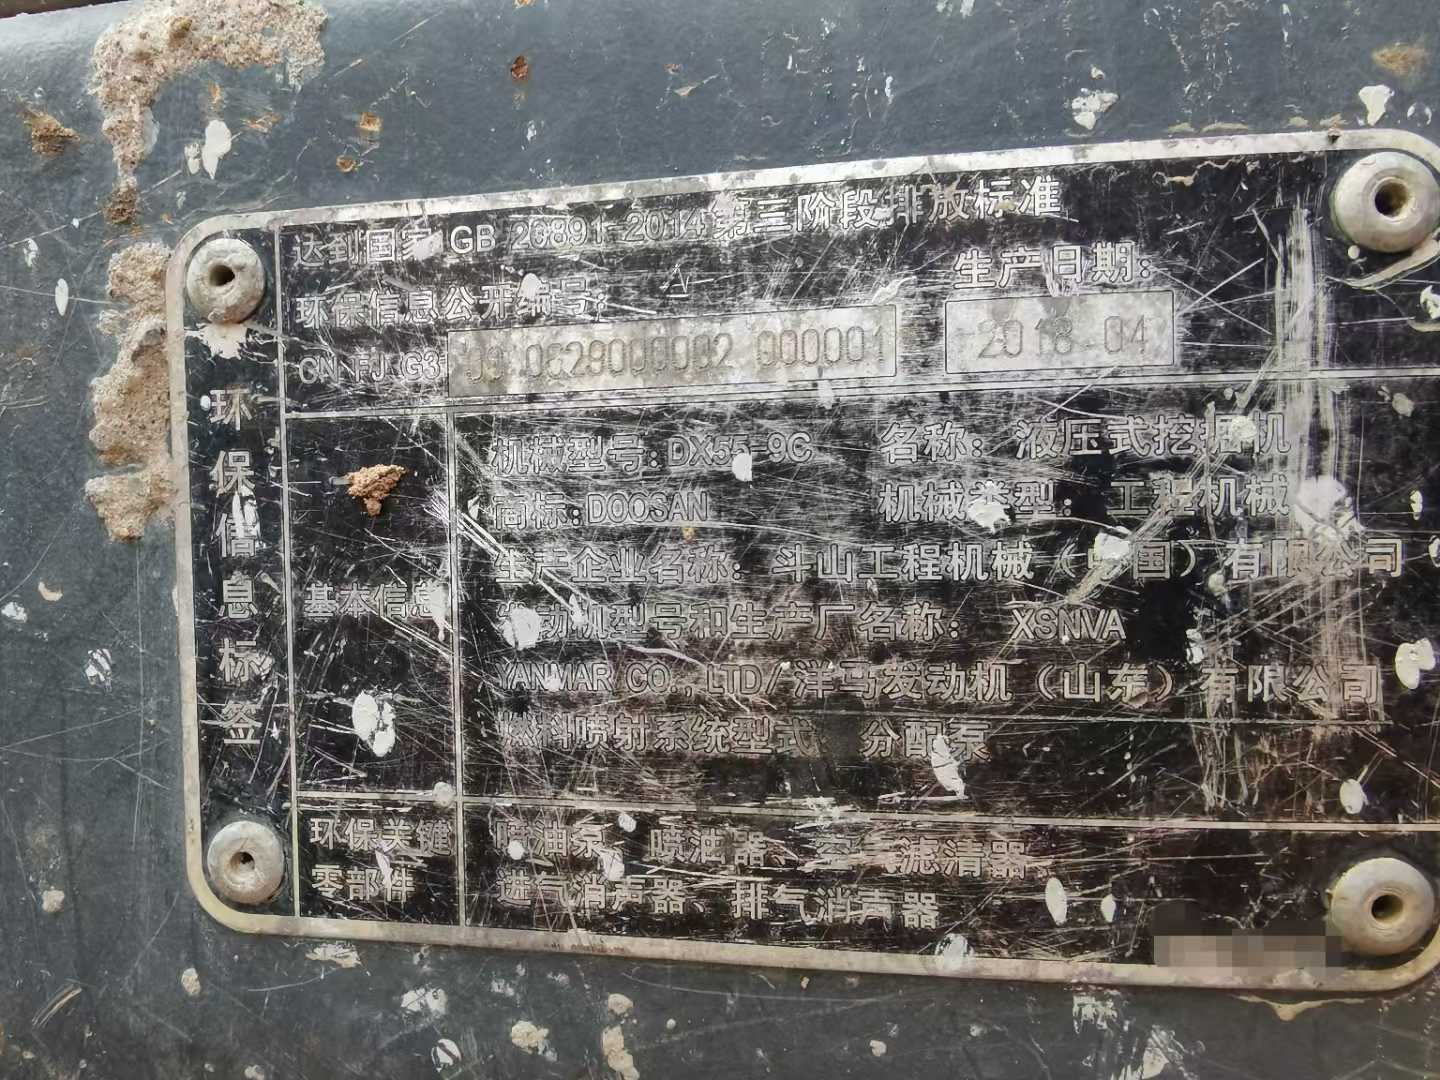 达到国家 GB 20891-2014第三阶段排放标准
环保信息公开编号:
生产日期:
CN FJ G3 00 0628000002 000001
2018 04
环保信息标签
基本信息
机械型号:DX55-9C 名称: 液压式挖掘机
商标:DOOSAN 机械类型: 工程机械
生产企业名称: 斗山工程机械（中国）有限公司
发动机型号和生产厂名称: XSNVA
YANMAR CO., LTD/洋马发动机（山东）有限公司
燃料喷射系统型式 分配泵
环保关键
零部件
喷油泵、喷油器、空气滤清器、
进气消声器、排气消声器